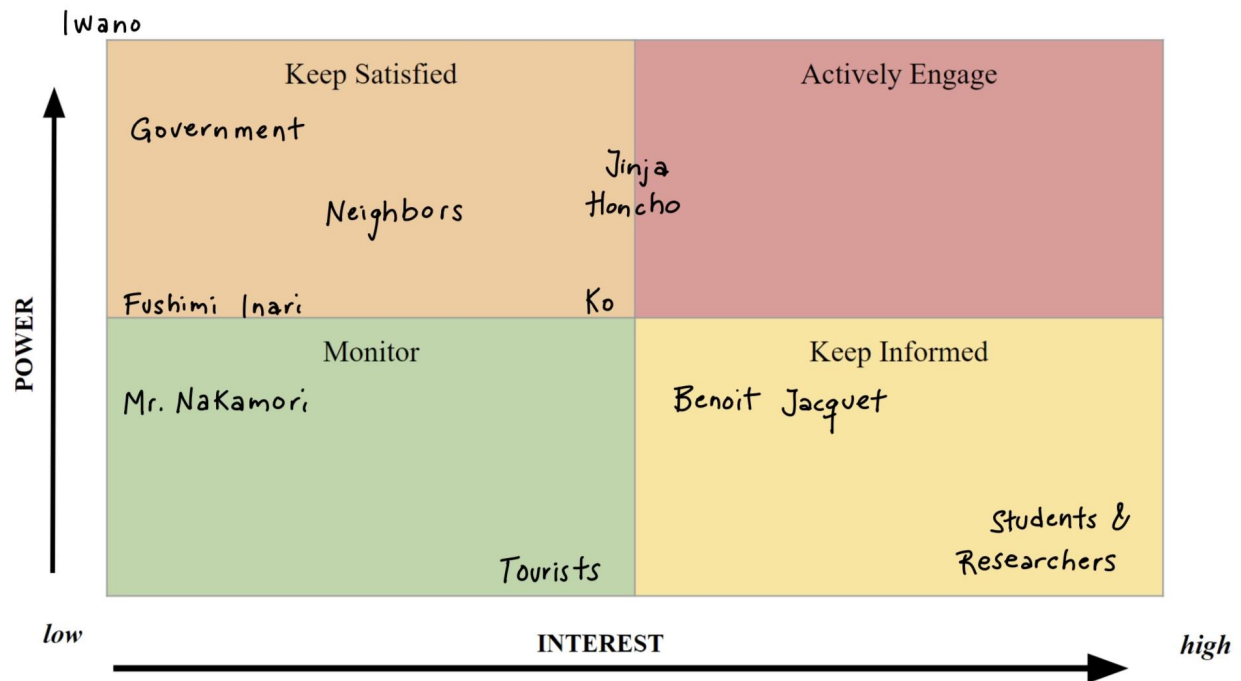 Iwano
Keep Satisfied
Actively Engage
Government
Jinja
Honcho
Neighbors
Fushimi Inari
Ko
POWER
Monitor
Keep Informed
Mr. Nakamori
Benoit Jacquet
Students &
Researchers
Tourists
low
INTEREST
high